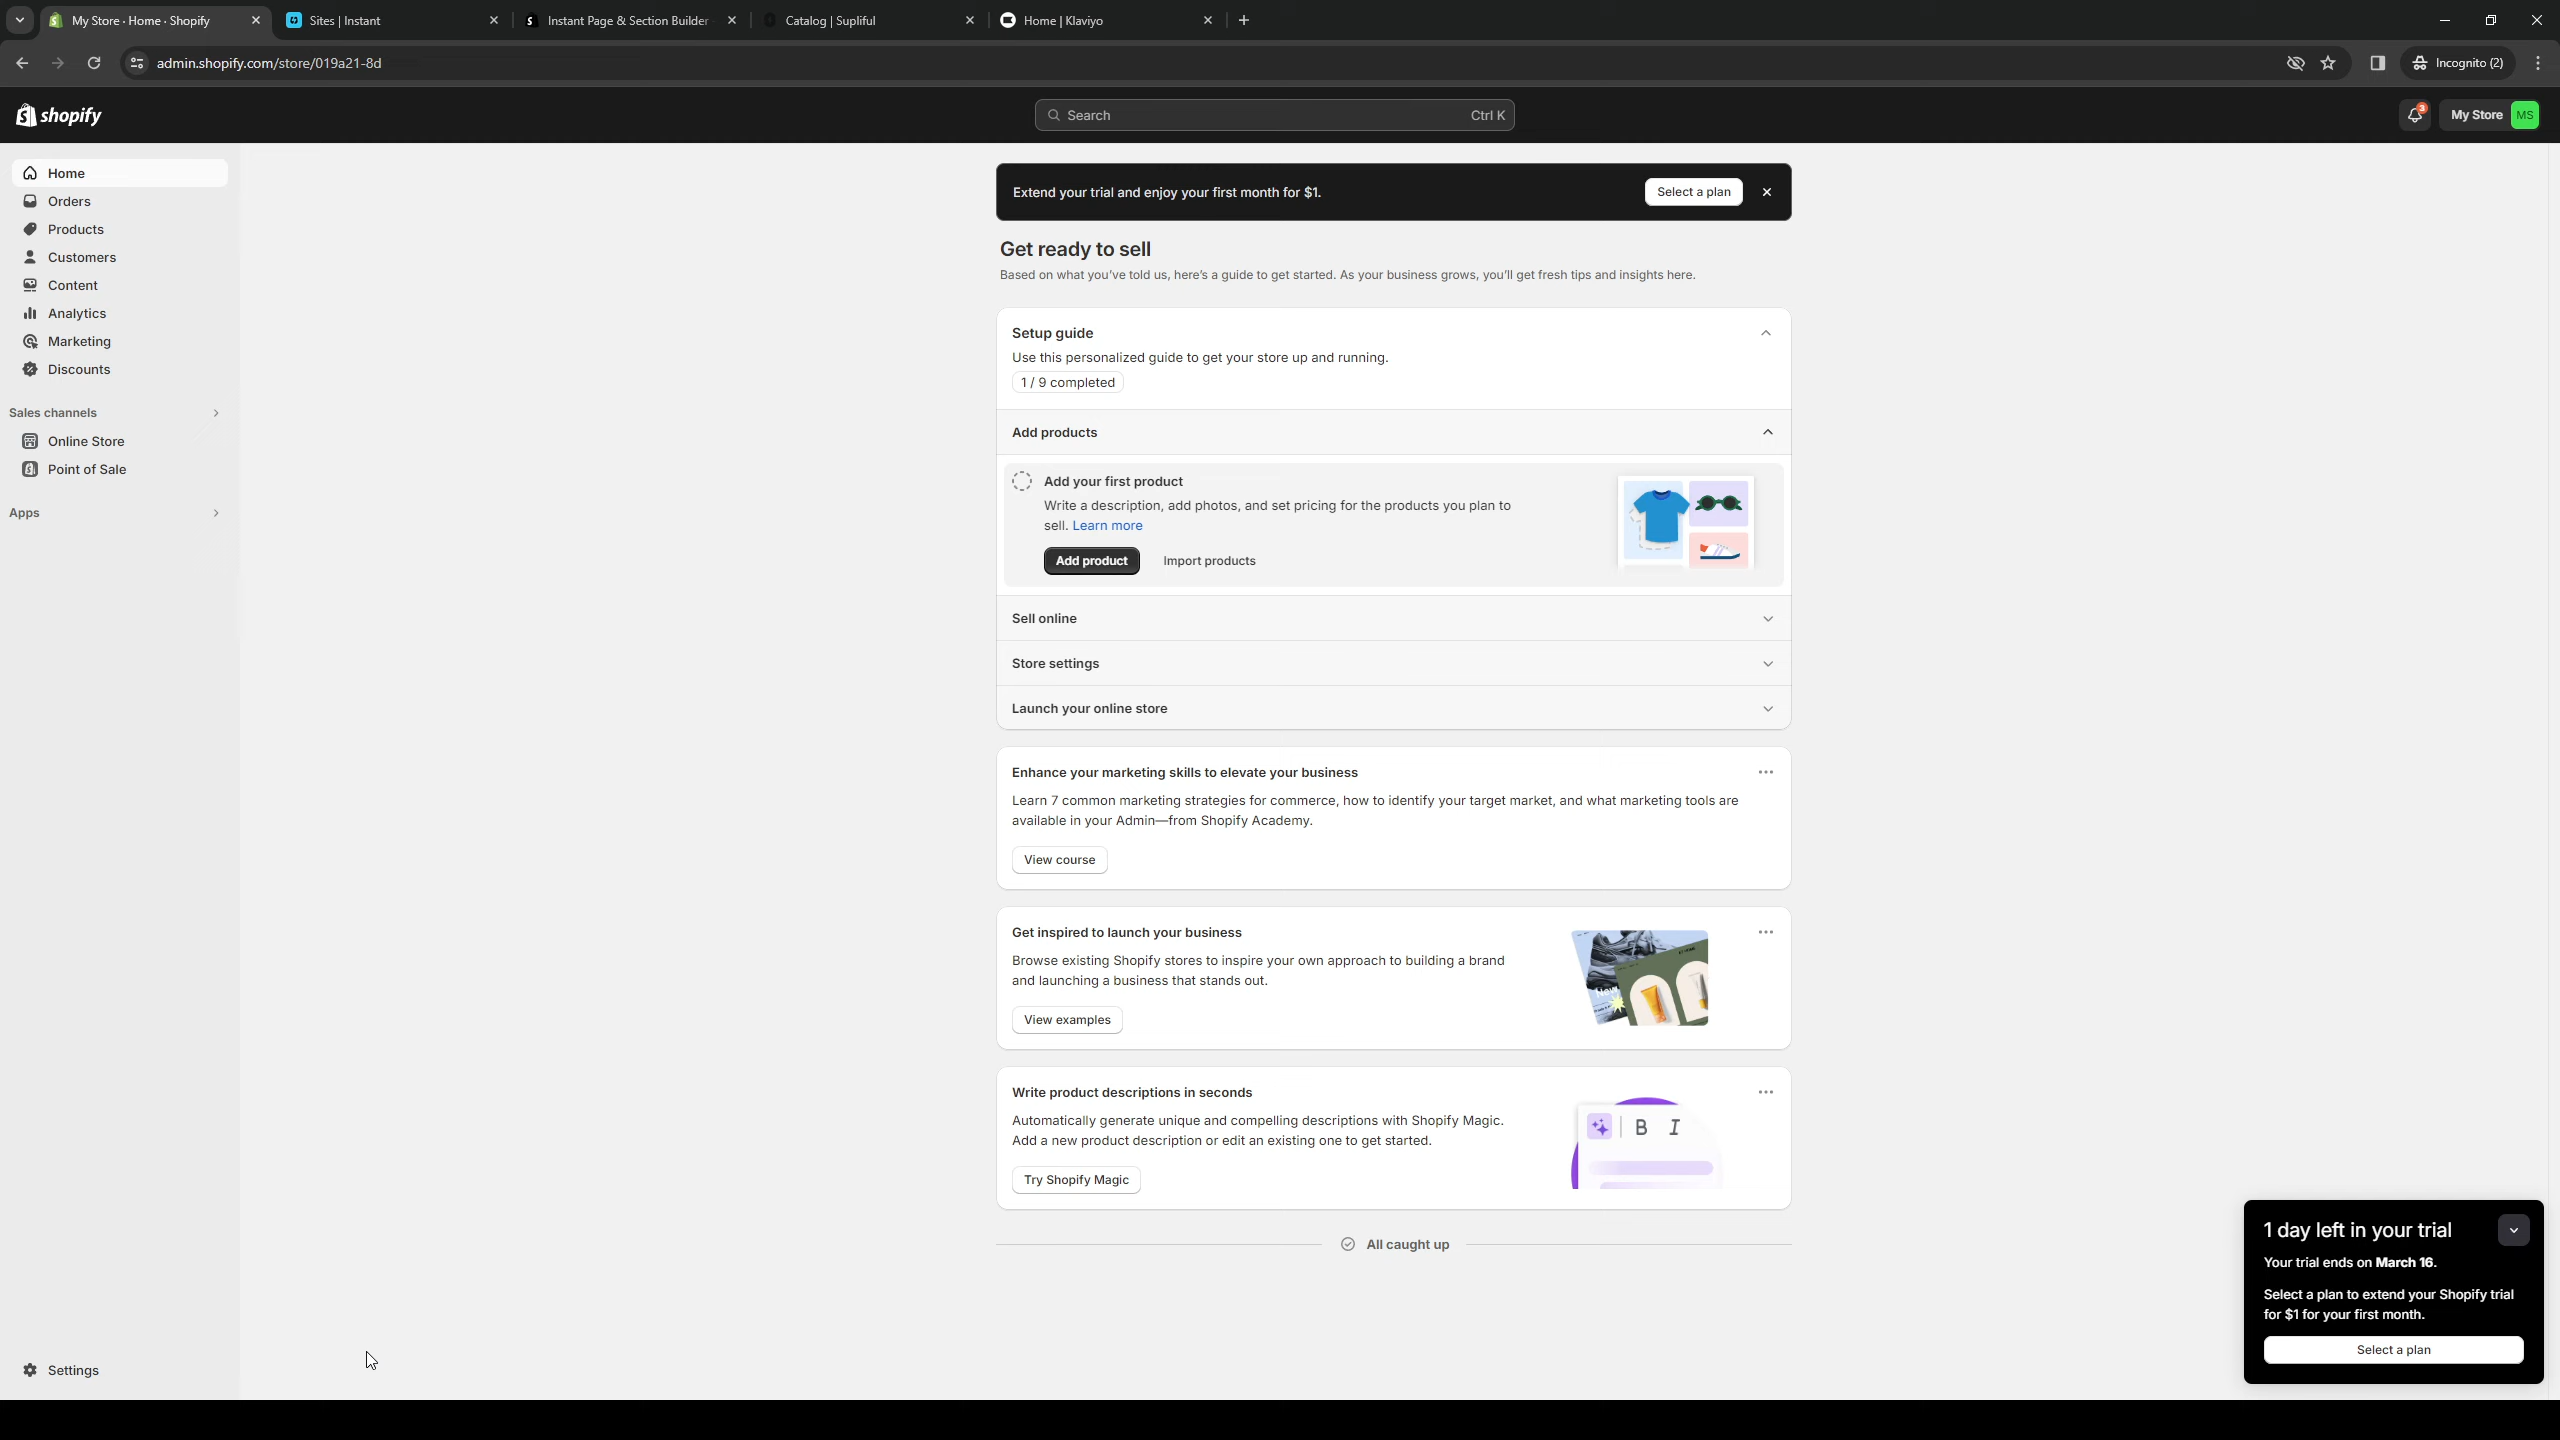 My Store · Home · Shopify
Sites | Instant
Instant Page & Section Builder
Catalog | Supliful
Home | Klaviyo
admin.shopify.com/store/019a21-8d
Incognito (2)
shopify
Search
Ctrl K
3
My Store
MS
Home
Orders
Products
Customers
Content
Analytics
Marketing
Discounts
Sales channels
Online Store
Point of Sale
Apps
Settings
Extend your trial and enjoy your first month for $1.
Select a plan
Get ready to sell
Based on what you've told us, here's a guide to get started. As your business grows, you'll get fresh tips and insights here.
Setup guide
Use this personalized guide to get your store up and running.
1 / 9 completed
Add products
Add your first product
Write a description, add photos, and set pricing for the products you plan to
sell. Learn more
Add product
Import products
Sell online
Store settings
Launch your online store
Enhance your marketing skills to elevate your business
Learn 7 common marketing strategies for commerce, how to identify your target market, and what marketing tools are
available in your Admin—from Shopify Academy.
View course
Get inspired to launch your business
Browse existing Shopify stores to inspire your own approach to building a brand
and launching a business that stands out.
View examples
New
Write product descriptions in seconds
Automatically generate unique and compelling descriptions with Shopify Magic.
Add a new product description or edit an existing one to get started.
Try Shopify Magic
B I
All caught up
1 day left in your trial
Your trial ends on March 16.
Select a plan to extend your Shopify trial
for $1 for your first month.
Select a plan